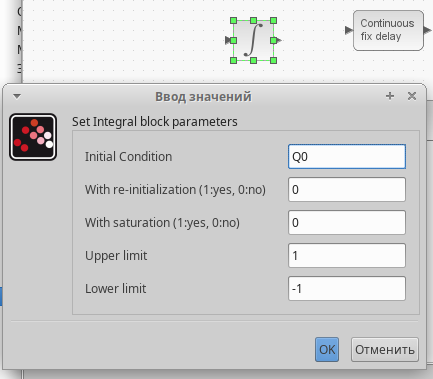 Continuous
fix delay
Ввод значений
Set Integral block parameters
Initial Condition Q0
With re-initialization (1:yes, 0:no) 0
With saturation (1:yes, 0:no) 0
Upper limit 1
Lower limit -1
OK Отменить